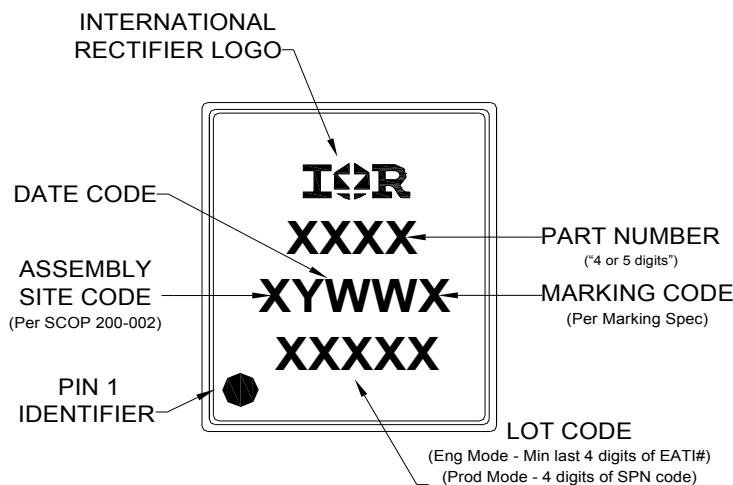 INTERNATIONAL
RECTIFIER LOGO
IOR
DATE CODE
XXXX
PART NUMBER
(“4 or 5 digits”)
ASSEMBLY
SITE CODE
(Per SCOP 200-002)
XYWWX
MARKING CODE
(Per Marking Spec)
XXXXX
PIN 1
IDENTIFIER
LOT CODE
(Eng Mode - Min last 4 digits of EATI#)
(Prod Mode - 4 digits of SPN code)